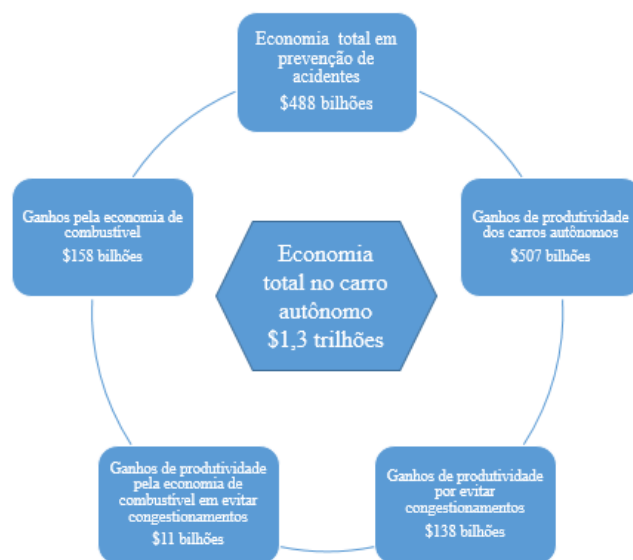 Economia total em
prevenção de
acidentes
$488 bilhões
Ganhos pela economia de
combustível
$158 bilhões
Ganhos de produtividade
dos carros autônomos
$507 bilhões
Economia
total no carro
autônomo
$1,3 trilhões
Ganhos de produtividade
pela economia de
combustível em evitar
congestionamentos
$11 bilhões
Ganhos de produtividade
por evitar
congestionamentos
$138 bilhões